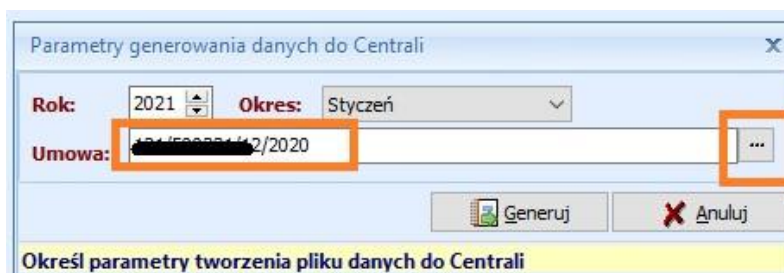 Parametry generowania danych do Centrali x
Rok: 2021 Okres: Styczeń
Umowa: 2/2020 ...
Generuj Anuluj
Określ parametry tworzenia pliku danych do Centrali